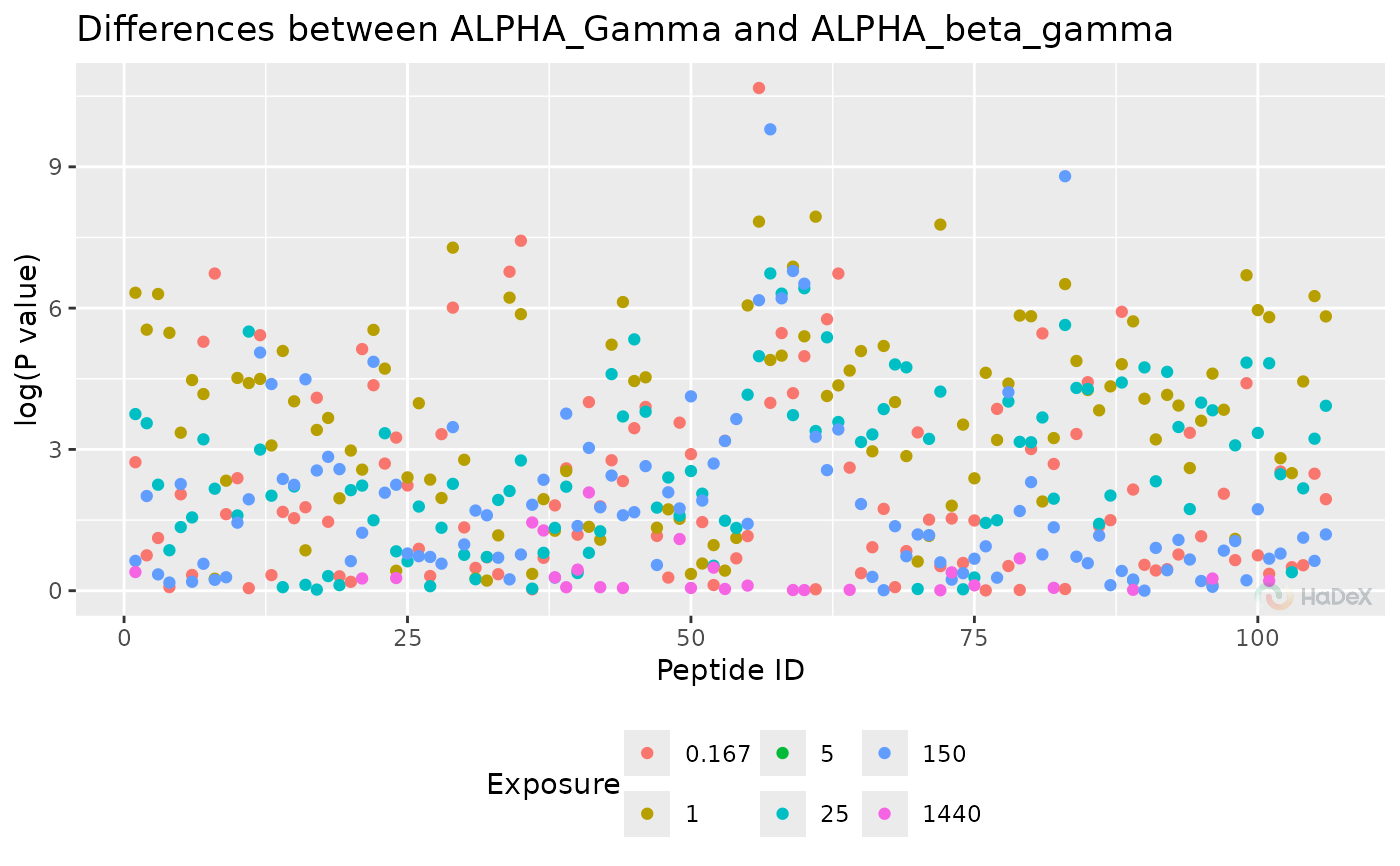 Differences between ALPHA_Gamma and ALPHA_beta_gamma
log(P value)
9
6
3
0
0 25 50 75 100
HaDeX
Peptide ID
Exposure
0.167 5 150
1 25 1440